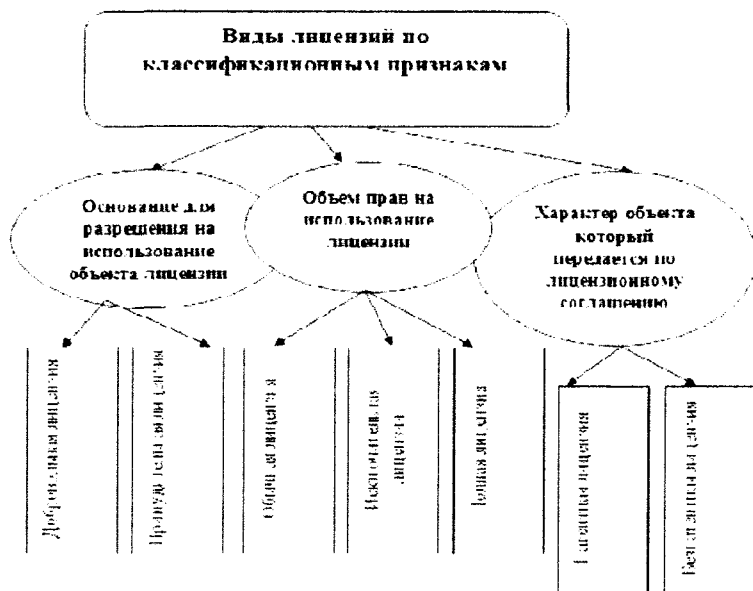 Виды лицензий по
классификационным признакам
Основание для
разрешения на
использование
объекта лицензии
Объем прав на
использование
лицензии
Характер объекта
который
передается по
лицензионному
соглашению
Добровольная лицензия
Принудительная лицензия
Обычная лицензия
Исключительная
лицензия
Полная лицензия
Патентная лицензия
Безпатентная лицензия